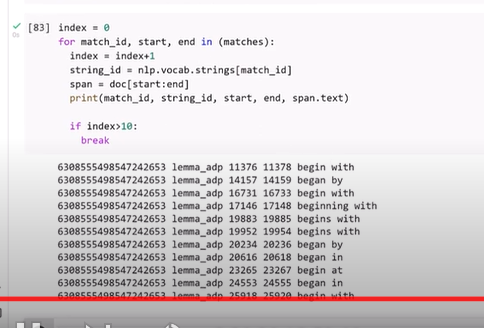 [83] index = 0
for match_id, start, end in (matches):
index = index+1
string_id = nlp.vocab.strings[match_id]
span = doc[start:end]
print(match_id, string_id, start, end, span.text)
if index>10:
break
0s
6308555498547242653 lemma_adp 11376 11378 begin with
6308555498547242653 lemma_adp 14157 14159 began by
6308555498547242653 lemma_adp 16731 16733 begin with
6308555498547242653 lemma_adp 17146 17148 beginning with
6308555498547242653 lemma_adp 19883 19885 begins with
6308555498547242653 lemma_adp 19952 19954 begins with
6308555498547242653 lemma_adp 20234 20236 began by
6308555498547242653 lemma_adp 20616 20618 began in
6308555498547242653 lemma_adp 23265 23267 begin at
6308555498547242653 lemma_adp 24553 24555 began in
6308555498547242653 lemma_adp 25918 25920 begin with